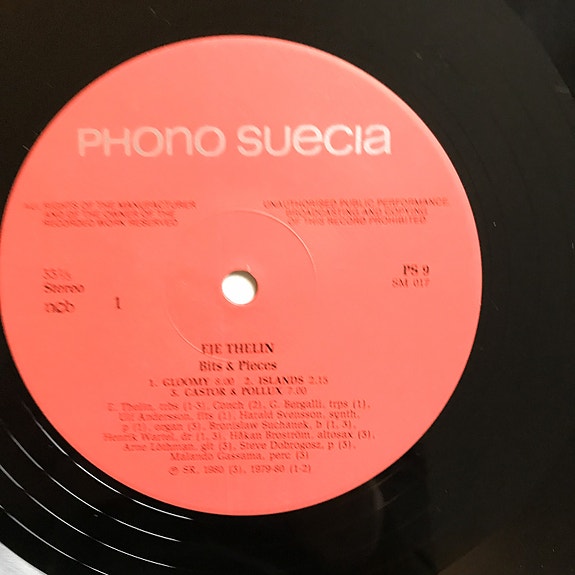 PHONO SUECIA
ALL RIGHTS OF THE MANUFACTURER
AND OF THE OWNER OF THE
RECORDED WORK RESERVED
UNAUTHORISED PUBLIC PERFORMANCE,
BROADCASTING AND COPYING
OF THIS RECORD PROHIBITED
33⅓
Stereo
ncb
1
PS 9
SM 017
EJE THELIN
Bits & Pieces
1. GLOOMY 8.00 2. ISLANDS 2.15
3. CASTOR & POLLUX 7.00
E. Thelin, trbs (1-3), Conch (2), G. Bergalli, trps (1),
Ulf Andersson, flts (1), Harald Svensson, synth,
p (1), organ (3), Bronislaw Suchanek, b (1, 3),
Henrik Wartel, dr (1, 3), Håkan Broström, altosax (3),
Arne Löthman, git (3), Steve Dobrogosz, p (3),
Malando Gassama, perc (3)
Ⓟ SR, 1980 (3), 1979-80 (1-2)